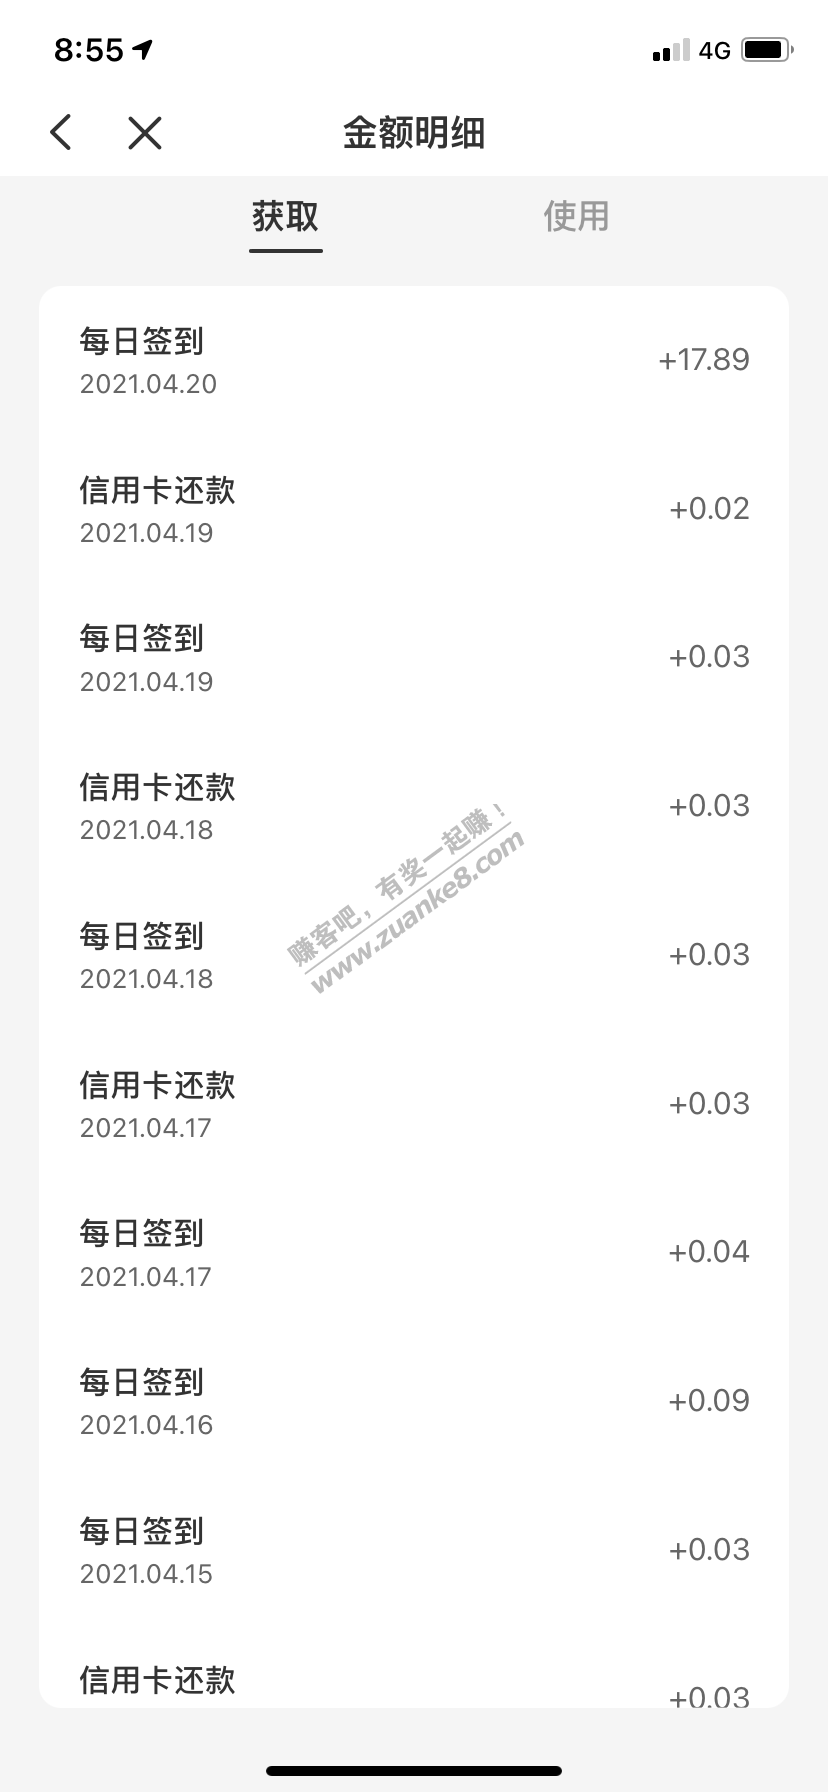 8:55 4G
金额明细
获取 使用
每日签到
+17.89
2021.04.20
信用卡还款
+0.02
2021.04.19
每日签到
+0.03
2021.04.19
信用卡还款
+0.03
2021.04.18
赚客吧，有奖一起赚！
www.zuanke8.com
每日签到
+0.03
2021.04.18
信用卡还款
+0.03
2021.04.17
每日签到
+0.04
2021.04.17
每日签到
+0.09
2021.04.16
每日签到
+0.03
2021.04.15
信用卡还款
+0.03